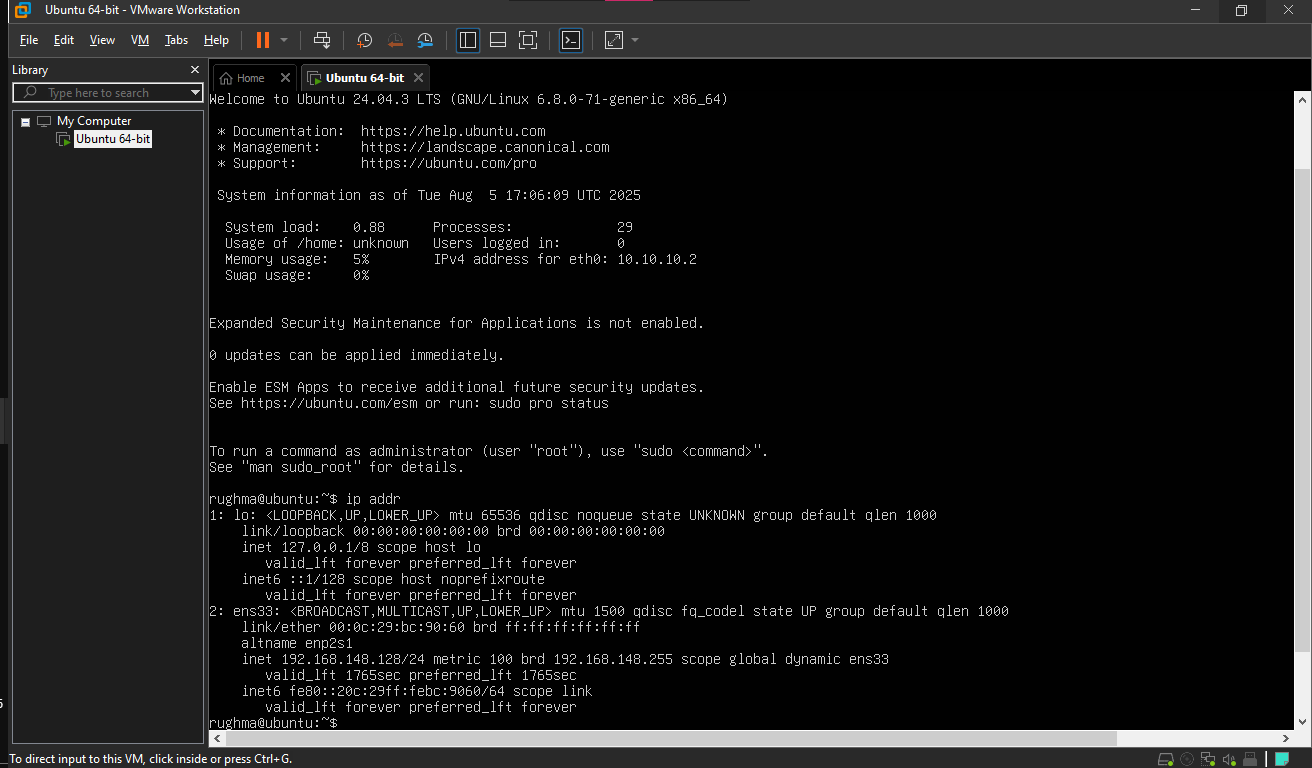 Ubuntu 64-bit - VMware Workstation
File Edit View VM Tabs Help
Library
Type here to search
My Computer
Ubuntu 64-bit
Home
Ubuntu 64-bit
Welcome to Ubuntu 24.04.3 LTS (GNU/Linux 6.8.0-71-generic x86_64)
* Documentation: https://help.ubuntu.com
* Management: https://landscape.canonical.com
* Support: https://ubuntu.com/pro
System information as of Tue Aug 5 17:06:09 UTC 2025
System load: 0.88 Processes: 29
Usage of /home: unknown Users logged in: 0
Memory usage: 5% IPv4 address for eth0: 10.10.10.2
Swap usage: 0%
Expanded Security Maintenance for Applications is not enabled.
0 updates can be applied immediately.
Enable ESM Apps to receive additional future security updates.
See https://ubuntu.com/esm or run: sudo pro status
To run a command as administrator (user "root"), use "sudo <command>".
See "man sudo_root" for details.
rughma@ubuntu:~$ ip addr
1: lo: <LOOPBACK,UP,LOWER_UP> mtu 65536 qdisc noqueue state UNKNOWN group default qlen 1000
link/loopback 00:00:00:00:00:00 brd 00:00:00:00:00:00
inet 127.0.0.1/8 scope host lo
valid_lft forever preferred_lft forever
inet6 ::1/128 scope host noprefixroute
valid_lft forever preferred_lft forever
2: ens33: <BROADCAST,MULTICAST,UP,LOWER_UP> mtu 1500 qdisc fq_codel state UP group default qlen 1000
link/ether 00:0c:29:bc:90:60 brd ff:ff:ff:ff:ff:ff
altname enp2s1
inet 192.168.148.128/24 metric 100 brd 192.168.148.255 scope global dynamic ens33
valid_lft 1765sec preferred_lft 1765sec
inet6 fe80::20c:29ff:febc:9060/64 scope link
valid_lft forever preferred_lft forever
rughma@ubuntu:~$
To direct input to this VM, click inside or press Ctrl+G.